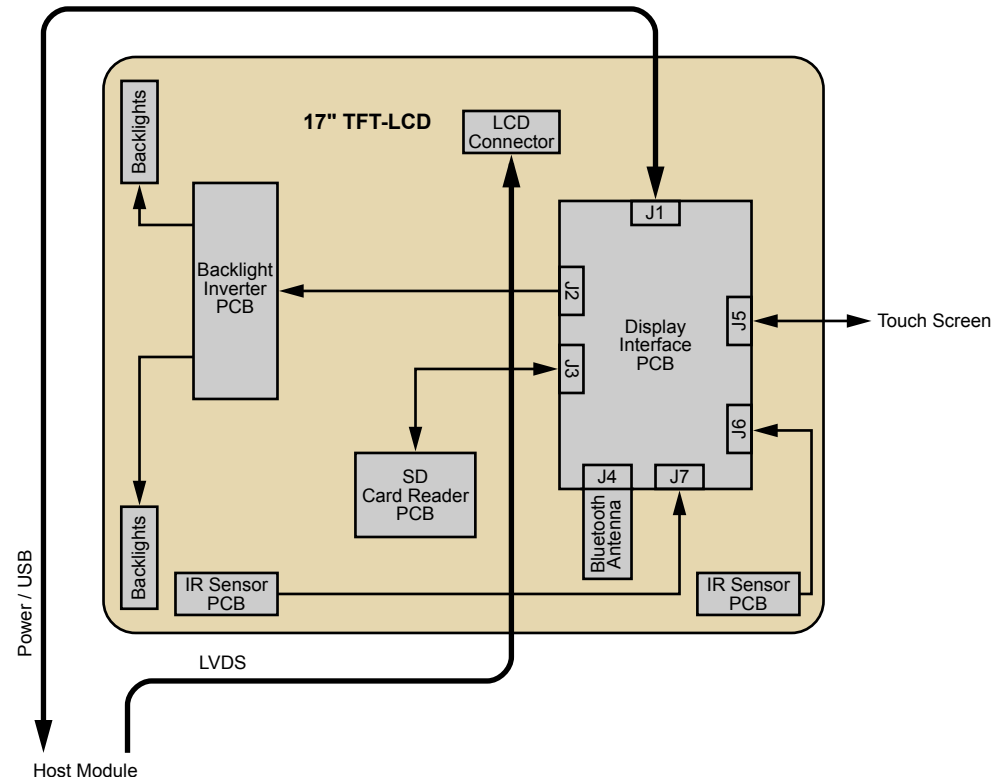 Backlights
17" TFT-LCD
LCD
Connector
J1
Backlight
Inverter
PCB
J2
Display
Interface
PCB
J5
Touch Screen
J3
J6
SD
Card Reader
PCB
J4
J7
Bluetooth
Antenna
Backlights
IR Sensor
PCB
IR Sensor
PCB
Power / USB
LVDS
Host Module